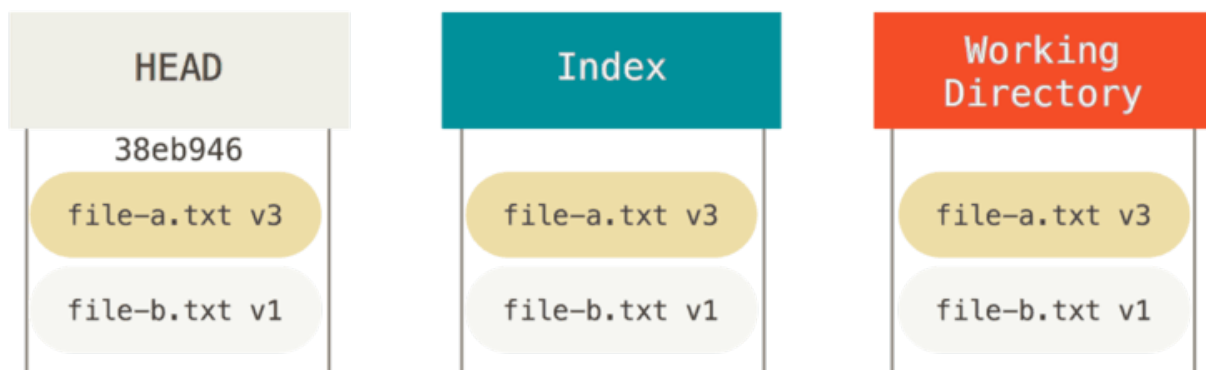 HEAD
Index
Working
Directory
38eb946
file-a.txt v3
file-a.txt v3
file-a.txt v3
file-b.txt v1
file-b.txt v1
file-b.txt v1